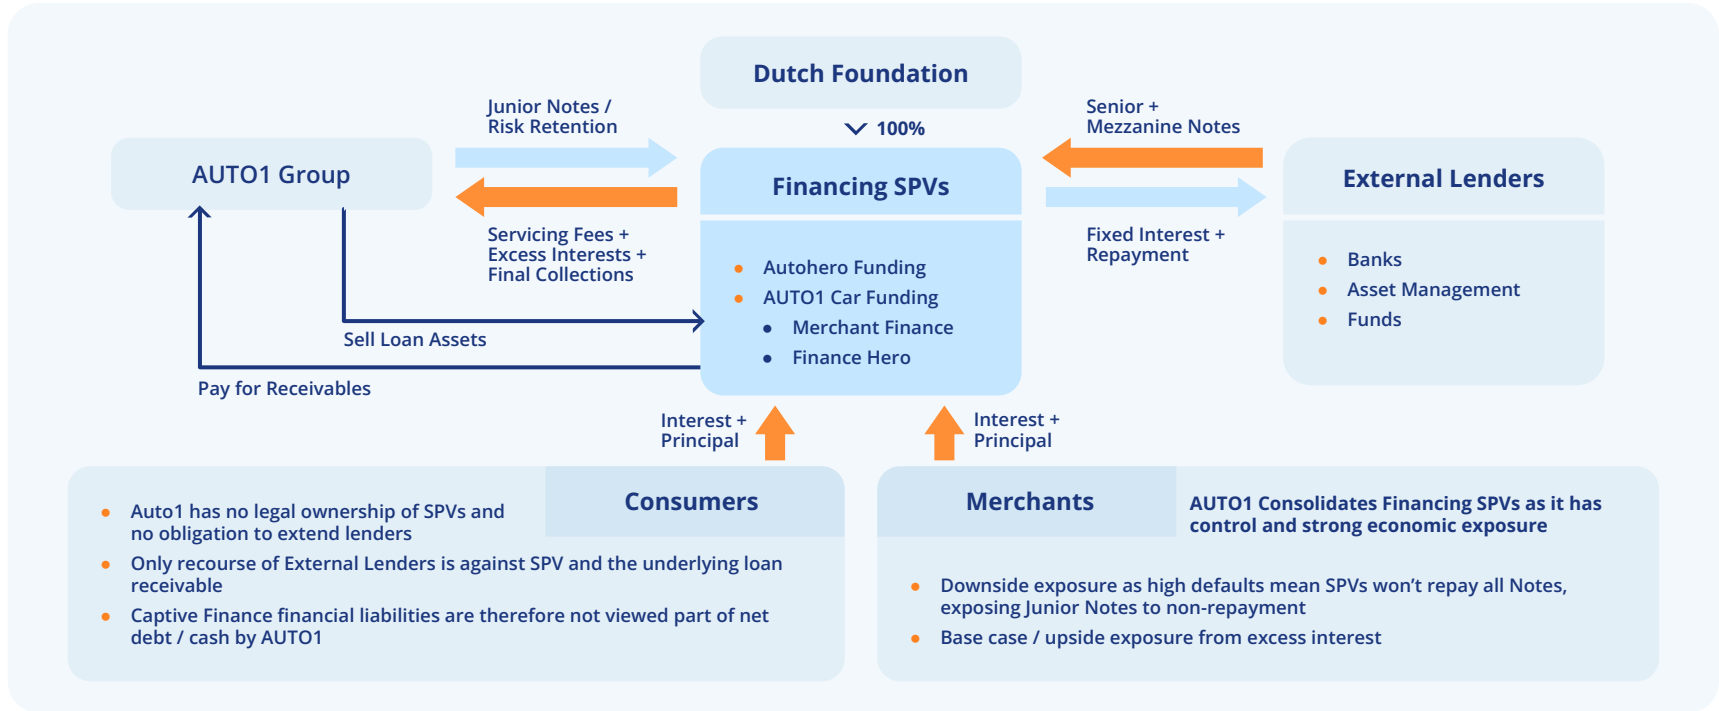 Dutch Foundation
100%
Junior Notes /
Risk Retention
Senior +
Mezzanine Notes
AUTO1 Group
Financing SPVs
External Lenders
Servicing Fees +
Excess Interests +
Final Collections
Fixed Interest +
Repayment
Autohero Funding
AUTO1 Car Funding
Merchant Finance
Finance Hero
Banks
Asset Management
Funds
Sell Loan Assets
Pay for Receivables
Interest +
Principal
Interest +
Principal
Consumers
Auto1 has no legal ownership of SPVs and
no obligation to extend lenders
Only recourse of External Lenders is against SPV and the underlying loan
receivable
Captive Finance financial liabilities are therefore not viewed part of net
debt / cash by AUTO1
Merchants
AUTO1 Consolidates Financing SPVs as it has
control and strong economic exposure
Downside exposure as high defaults mean SPVs won’t repay all Notes,
exposing Junior Notes to non-repayment
Base case / upside exposure from excess interest